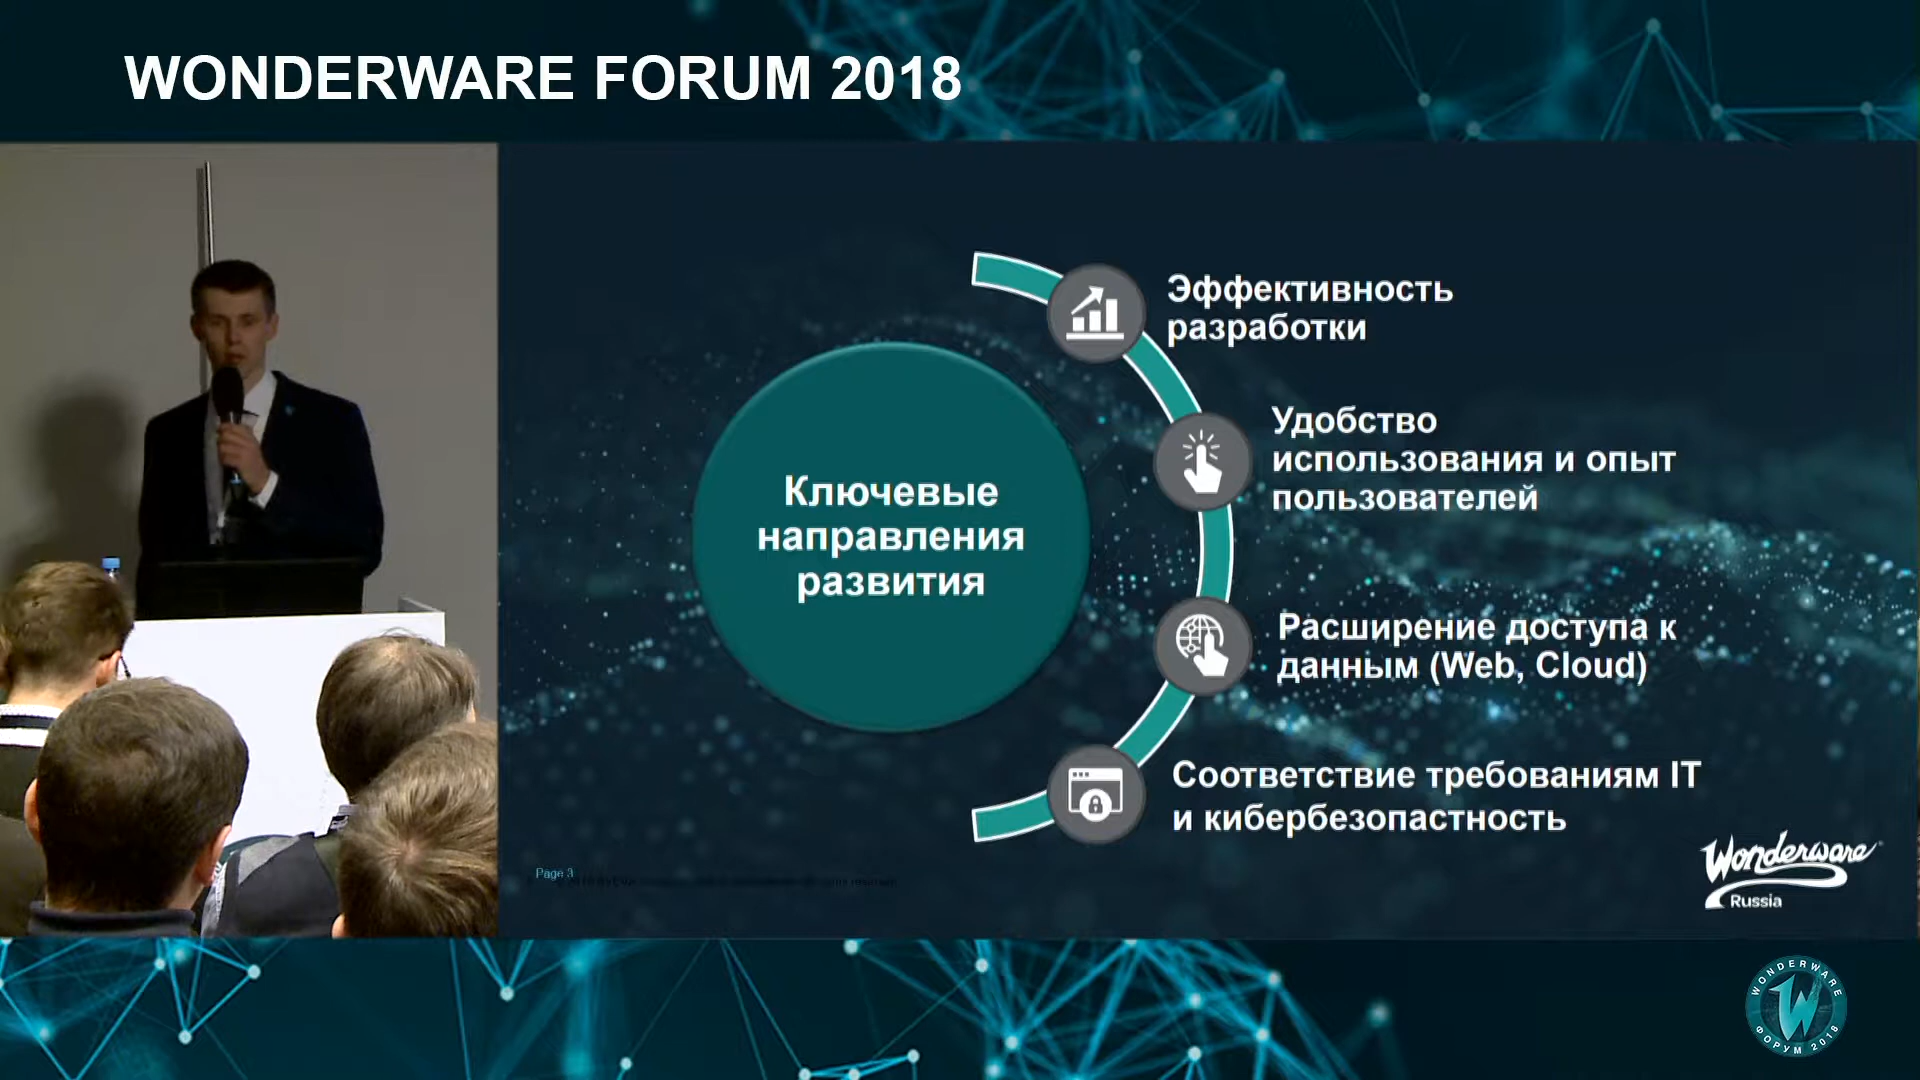 WONDERWARE FORUM 2018
Ключевые
направления
развития
Эффективность
разработки
Удобство
использования и опыт
пользователей
Расширение доступа к
данным (Web, Cloud)
Соответствие требованиям IT
и кибербезопастность
Page 3
Wonderware
Russia
WONDERWARE
W
ФОРУМ 2018